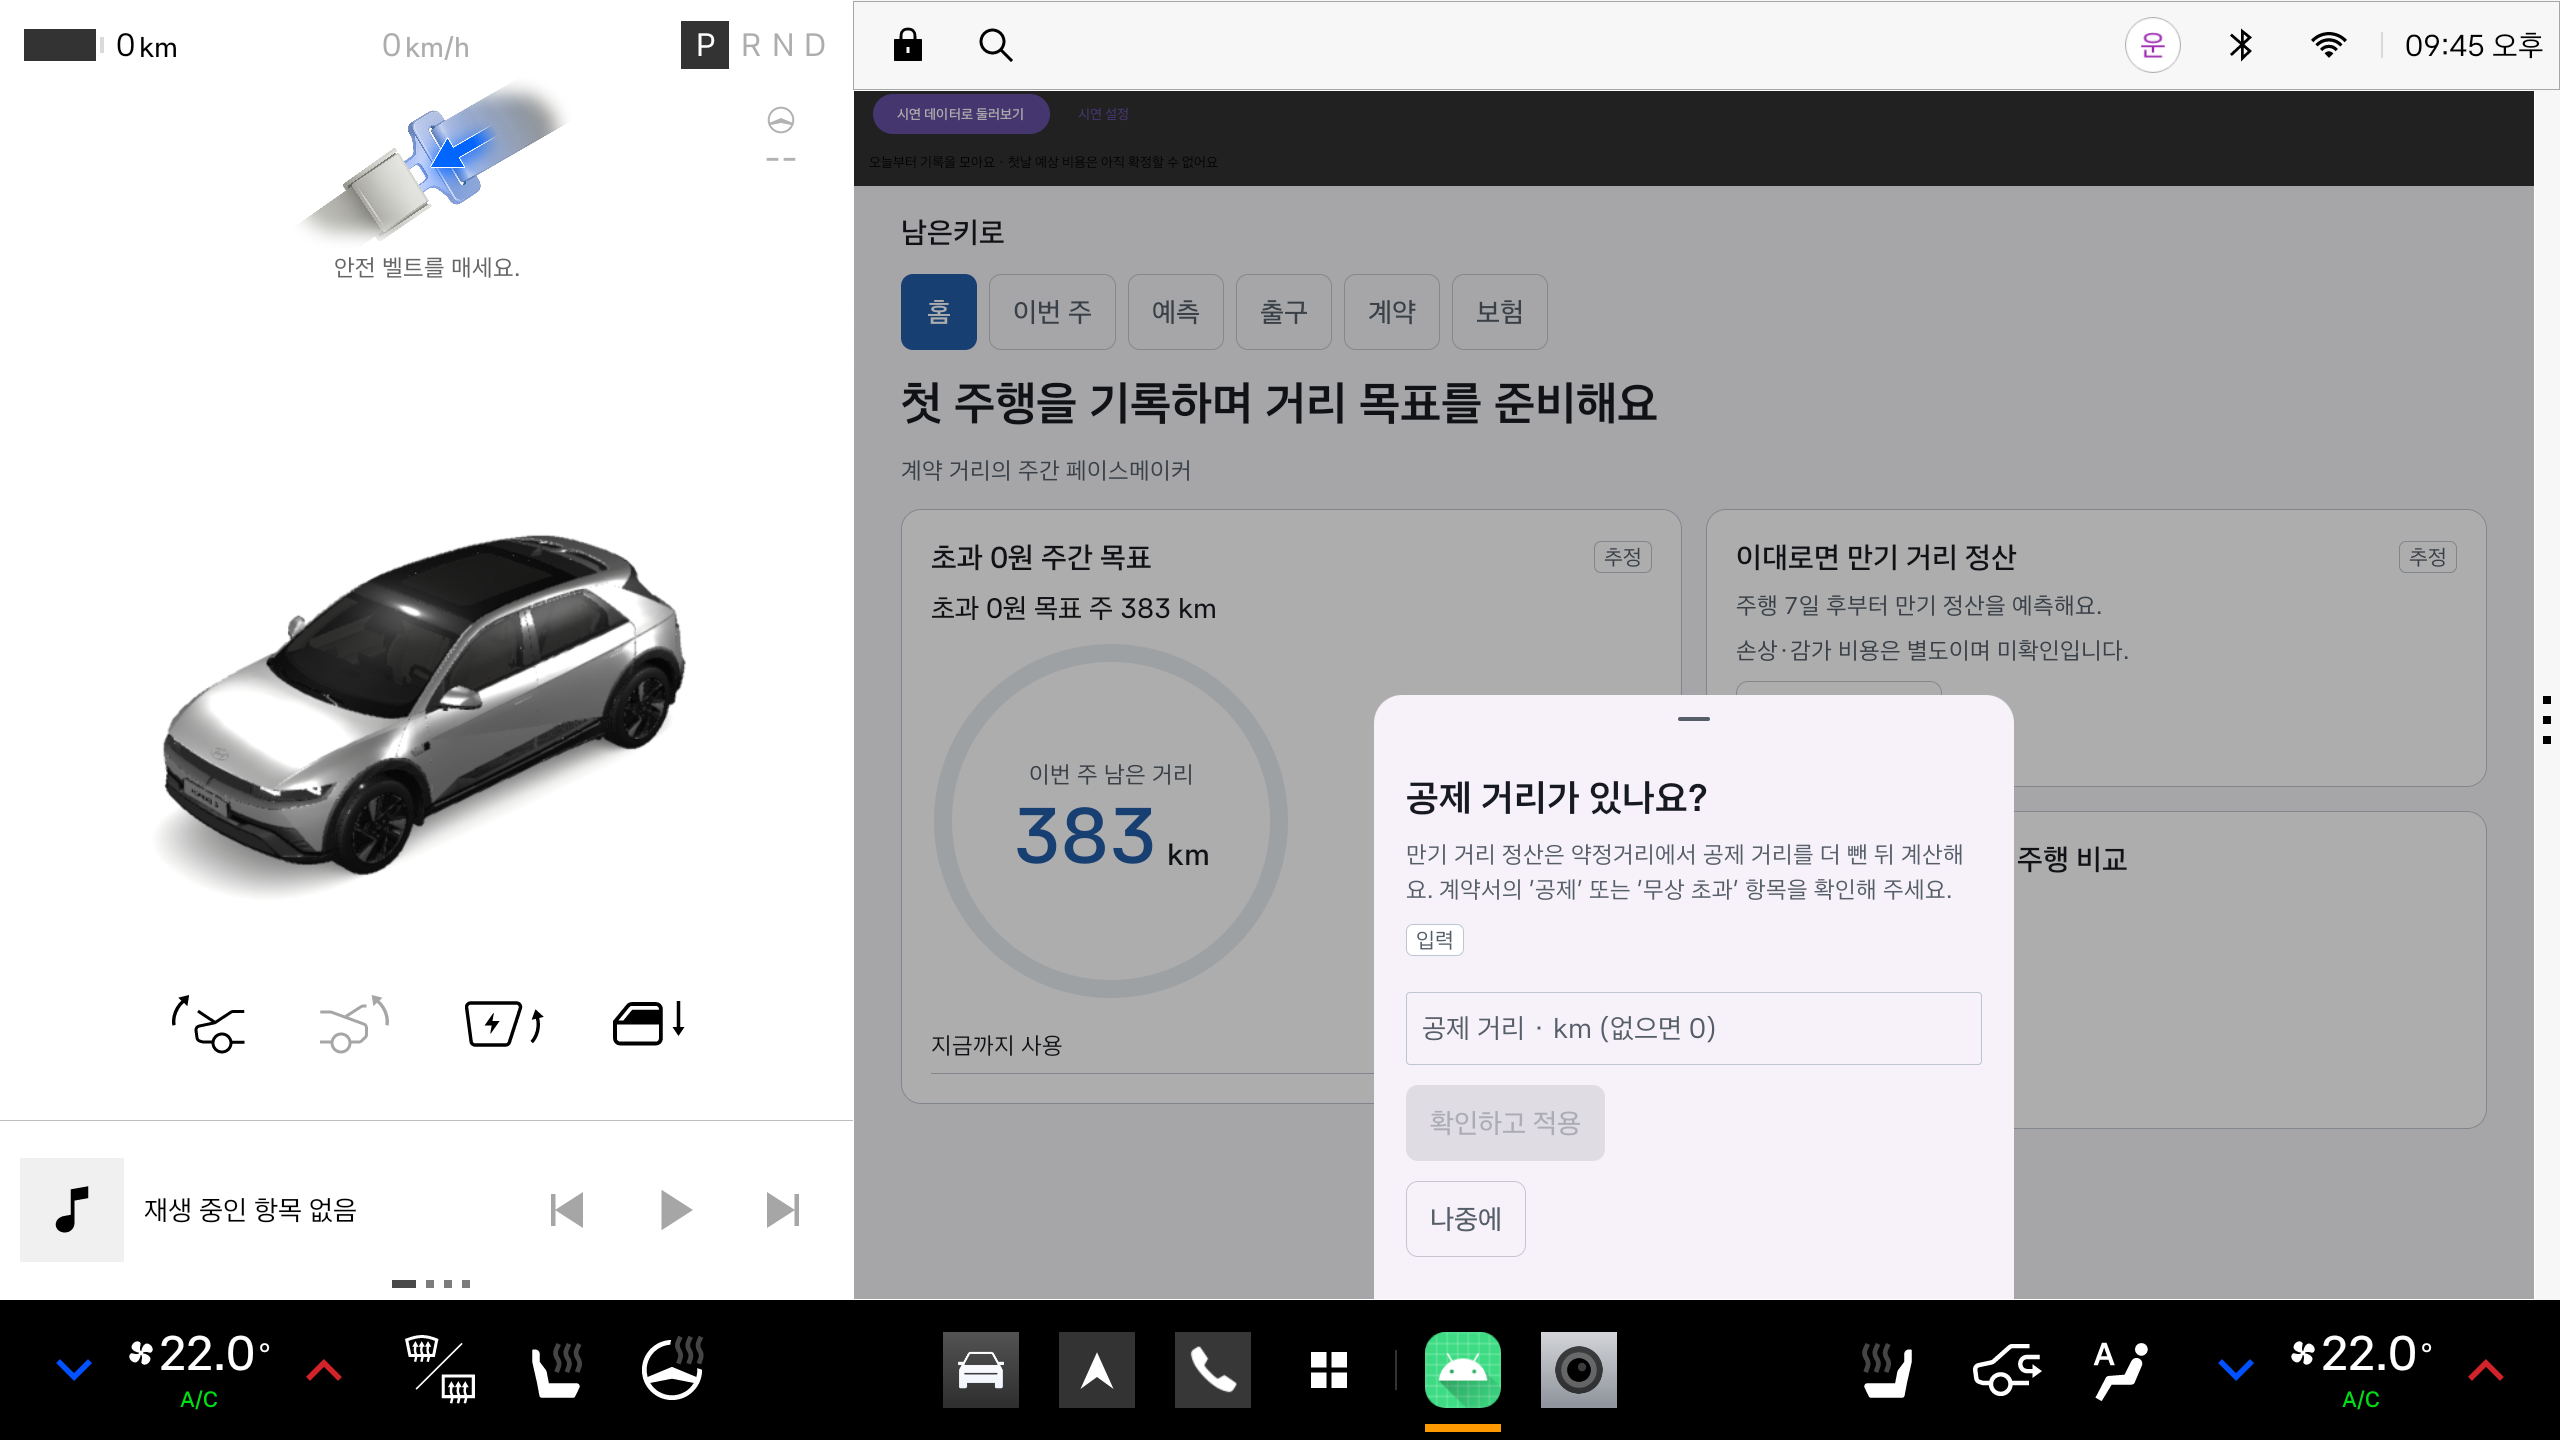 0 km
0 km/h
P R N D
안전 벨트를 매세요.
재생 중인 항목 없음
운
09:45 오후
시연 데이터로 둘러보기
시연 설정
오늘부터 기록을 모아요 · 첫날 예상 비용은 아직 확정할 수 없어요
남은키로
홈
이번 주
예측
출구
계약
보험
첫 주행을 기록하며 거리 목표를 준비해요
계약 거리의 주간 페이스메이커
초과 0원 주간 목표
추정
초과 0원 목표 주 383 km
이번 주 남은 거리
383 km
지금까지 사용
이대로면 만기 거리 정산
추정
주행 7일 후부터 만기 정산을 예측해요.
손상·감가 비용은 별도이며 미확인입니다.
주행 비교
공제 거리가 있나요?
만기 거리 정산은 약정거리에서 공제 거리를 더 뺀 뒤 계산해
요. 계약서의 '공제' 또는 '무상 초과' 항목을 확인해 주세요.
입력
공제 거리 · km (없으면 0)
확인하고 적용
나중에
22.0°
A/C
A
22.0°
A/C